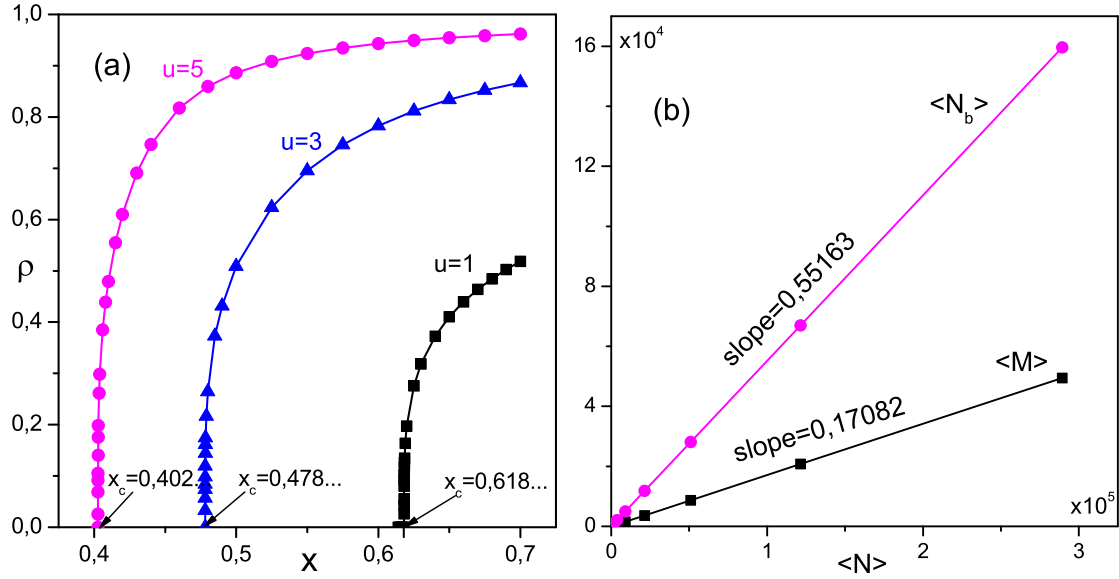 (a)
1,0
0,8
0,6
ρ
0,4
0,2
0,0
u=5
u=3
u=1
x_c=0,402...
x_c=0,478...
x_c=0,618...
0,4
0,5
0,6
0,7
x
(b)
x10^4
16
12
8
4
0
<N_b>
slope=0,55163
<M>
slope=0,17082
x10^5
0
1
2
3
<N>